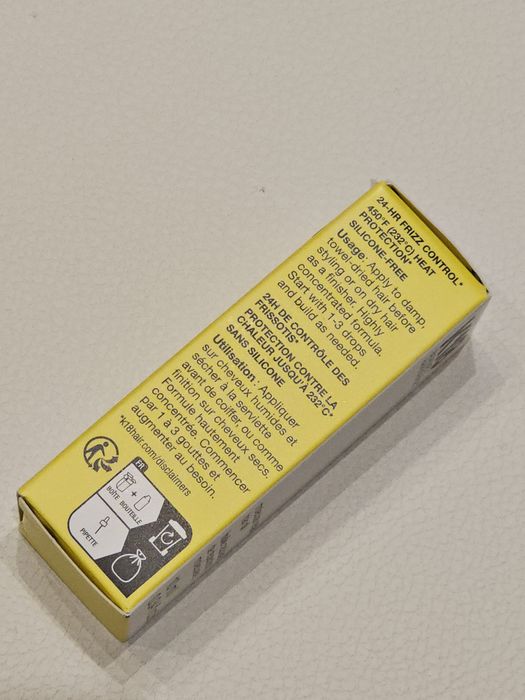 24-HR FRIZZ CONTROL*
450°F (232°C) HEAT
PROTECTION*
SILICONE-FREE
Usage: Apply to damp,
towel-dried hair before
styling or on dry hair
as a finisher. Highly
concentrated formula.
Start with 1-3 drops
and build as needed.
24H DE CONTRÔLE DES
FRISSOTIS*
PROTECTION CONTRE LA
CHALEUR JUSQU'À 232°C*
SANS SILICONE
Utilisation : Appliquer
sur cheveux humides et
sécher à la serviette
avant de coiffer ou comme
finition sur cheveux secs.
Formule hautement
concentrée. Commencer
par 1 à 3 gouttes et
augmenter au besoin.
*k18hair.com/disclaimers
FR
BOÎTE + BOUTEILLE
PIPETTE